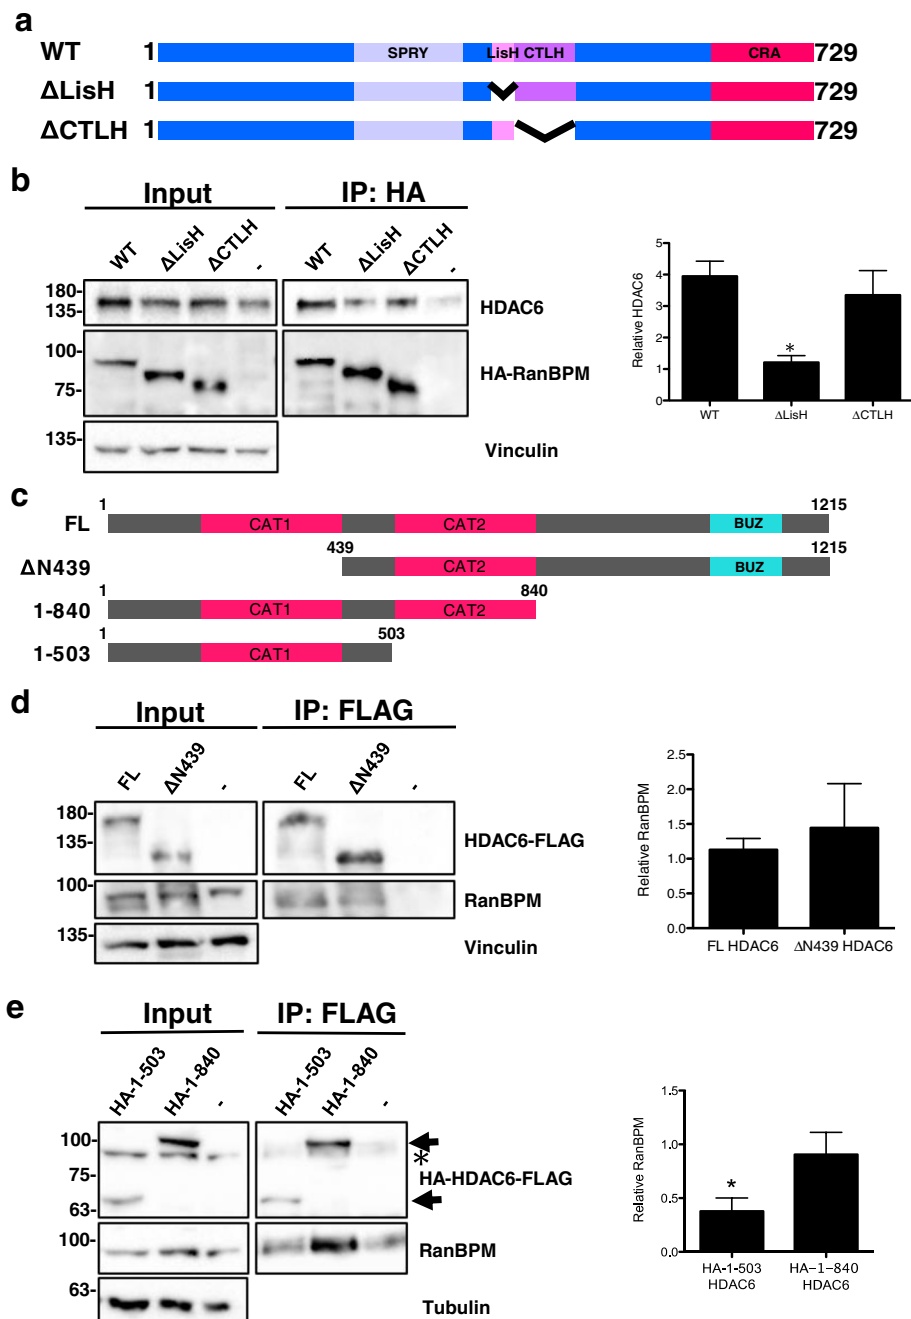 a
WT 1 SPRY LisH CTLH CRA 729
ΔLisH 1 729
ΔCTLH 1 729
b
Input IP: HA
WT ΔLisH ΔCTLH - WT ΔLisH ΔCTLH -
180-
135-
HDAC6
100-
75-
HA-RanBPM
135-
Vinculin
Relative HDAC6
5
4
3
2
1
0
*
WT ΔLisH ΔCTLH
c
1 1215
FL CAT1 CAT2 BUZ
439 1215
ΔN439 CAT2 BUZ
1 840
1-840 CAT1 CAT2
1 503
1-503 CAT1
d
Input IP: FLAG
FL ΔN439 - FL ΔN439 -
180-
135-
HDAC6-FLAG
100-
RanBPM
135-
Vinculin
Relative RanBPM
2.5
2.0
1.5
1.0
0.5
0.0
FL HDAC6 ΔN439 HDAC6
e
Input IP: FLAG
HA-1-503 HA-1-840 - HA-1-503 HA-1-840 -
100-
*
75-
HA-HDAC6-FLAG
63-
100-
RanBPM
63-
Tubulin
Relative RanBPM
1.5
1.0
0.5
0.0
*
HA-1-503 HA-1-840
HDAC6 HDAC6